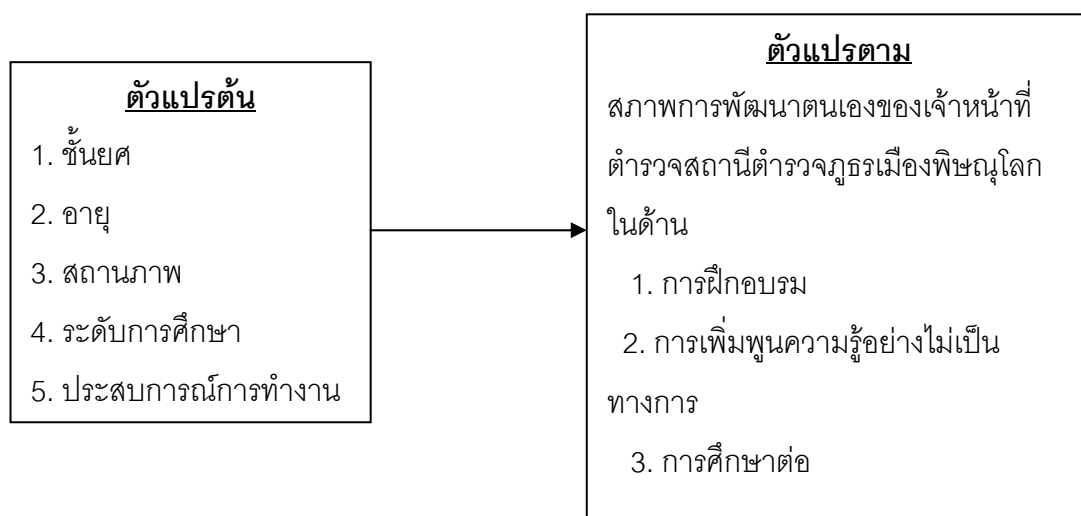 ตัวแปรต้น
1. ชั้นยศ
2. อายุ
3. สถานภาพ
4. ระดับการศึกษา
5. ประสบการณ์การทำงาน
ตัวแปรตาม
สภาพการพัฒนาตนเองของเจ้าหน้าที่
ตำรวจสถานีตำรวจภูธรเมืองพิษณุโลก
ในด้าน
1. การฝึกอบรม
2. การเพิ่มพูนความรู้อย่างไม่เป็น
ทางการ
3. การศึกษาต่อ